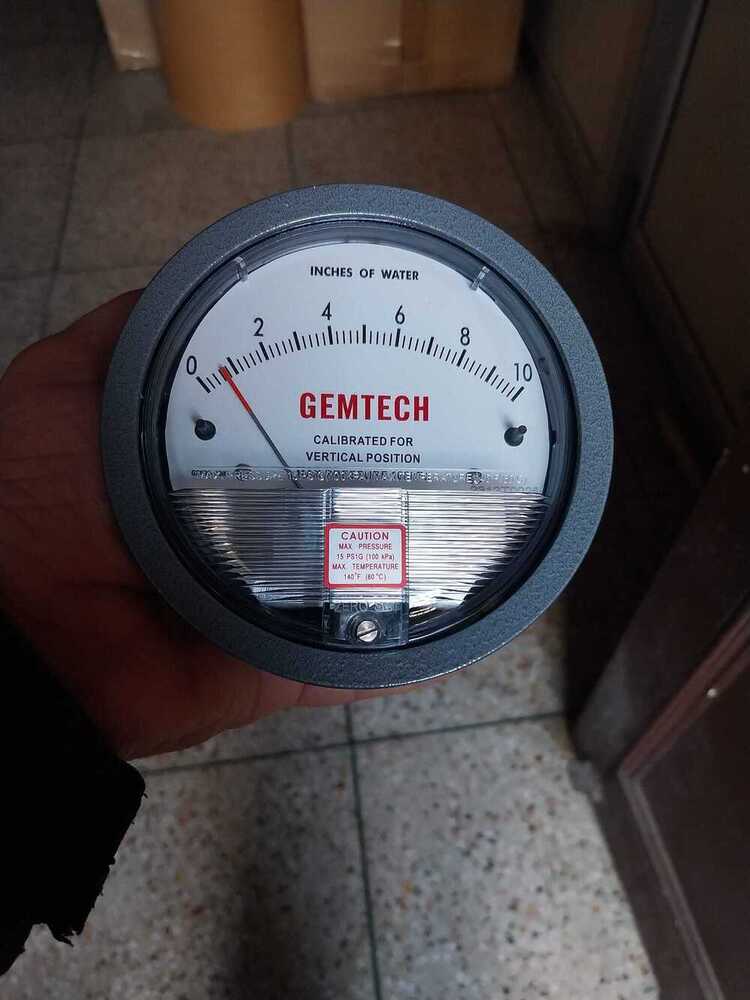 INCHES OF WATER
0 2 4 6 8 10
GEMTECH
CALIBRATED FOR
VERTICAL POSITION
CAUTION
MAX. PRESSURE
15 PSIG (100 kPa)
MAX. TEMPERATURE
140°F (60°C)